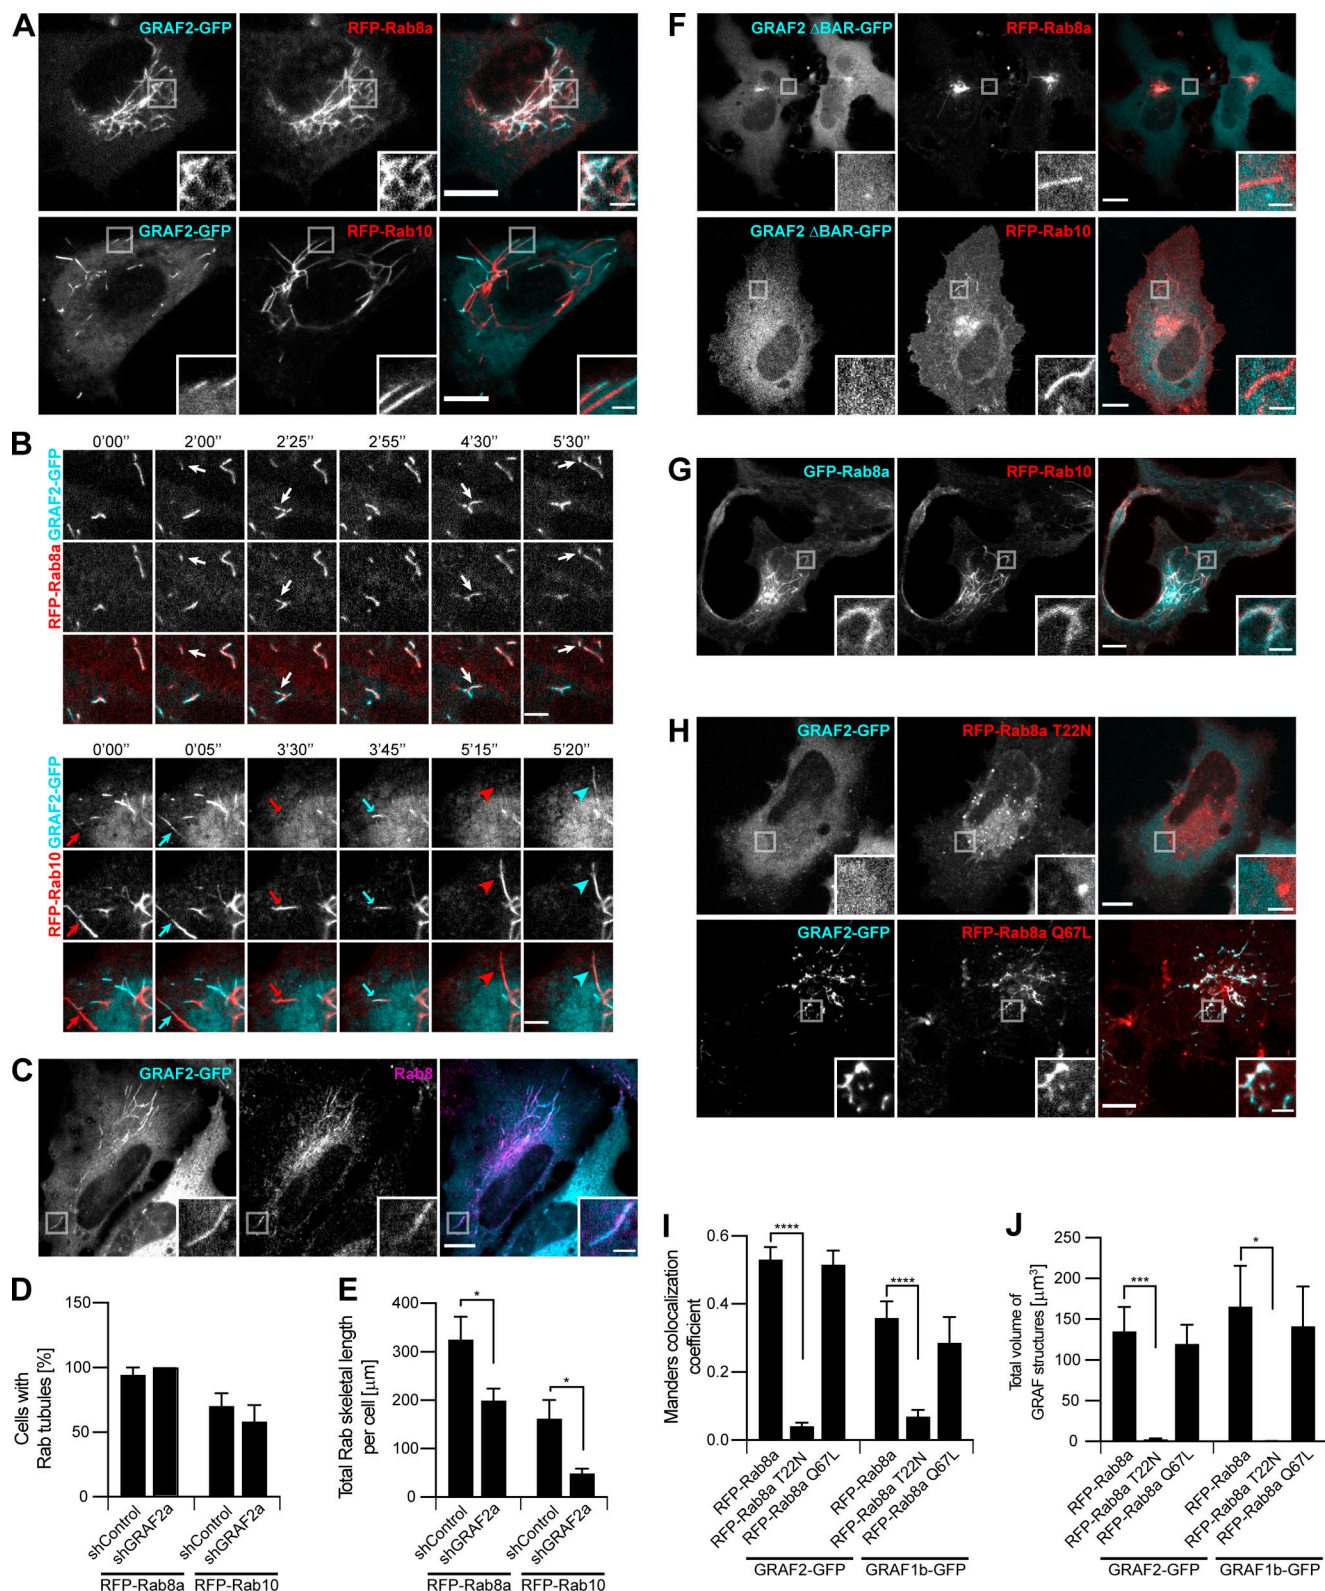 A
GRAF2-GFP
RFP-Rab8a
GRAF2-GFP
RFP-Rab10
B
0'00''
2'00''
2'25''
2'55''
4'30''
5'30''
RFP-Rab8a GRAF2-GFP
0'00''
0'05''
3'30''
3'45''
5'15''
5'20''
RFP-Rab10 GRAF2-GFP
C
GRAF2-GFP
Rab8
D
Cells with
Rab tubules [%]
150
100
50
0
shControl
shGRAF2a
shControl
shGRAF2a
RFP-Rab8a
RFP-Rab10
E
Total Rab skeletal length
per cell [μm]
400
300
200
100
0
*
*
shControl
shGRAF2a
shControl
shGRAF2a
RFP-Rab8a
RFP-Rab10
F
GRAF2 ΔBAR-GFP
RFP-Rab8a
GRAF2 ΔBAR-GFP
RFP-Rab10
G
GFP-Rab8a
RFP-Rab10
H
GRAF2-GFP
RFP-Rab8a T22N
GRAF2-GFP
RFP-Rab8a Q67L
I
Manders colocalization
coefficient
0.6
0.4
0.2
0.0
****
****
RFP-Rab8a
RFP-Rab8a T22N
RFP-Rab8a Q67L
RFP-Rab8a
RFP-Rab8a T22N
RFP-Rab8a Q67L
GRAF2-GFP
GRAF1b-GFP
J
Total volume of
GRAF structures [μm³]
250
200
150
100
50
0
***
*
RFP-Rab8a
RFP-Rab8a T22N
RFP-Rab8a Q67L
RFP-Rab8a
RFP-Rab8a T22N
RFP-Rab8a Q67L
GRAF2-GFP
GRAF1b-GFP